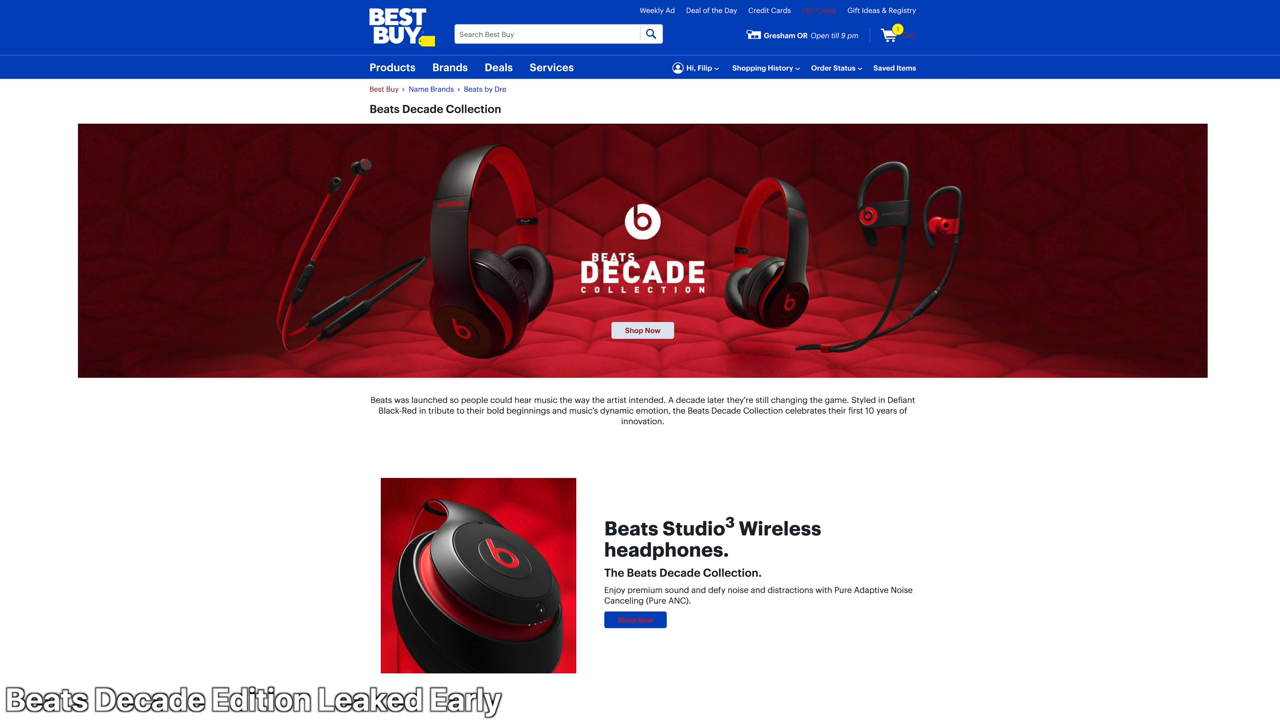 Weekly Ad Deal of the Day Credit Cards Gift Cards Gift Ideas & Registry
BEST BUY
Search Best Buy
Gresham OR Open till 9 pm
1
Cart
Products Brands Deals Services
Hi, Filip Shopping History Order Status Saved Items
Best Buy › Name Brands › Beats by Dre
Beats Decade Collection
BEATS
DECADE
COLLECTION
Shop Now
Beats was launched so people could hear music the way the artist intended. A decade later they're still changing the game. Styled in Defiant
Black-Red in tribute to their bold beginnings and music's dynamic emotion, the Beats Decade Collection celebrates their first 10 years of
innovation.
Beats Studio³ Wireless
headphones.
The Beats Decade Collection.
Enjoy premium sound and defy noise and distractions with Pure Adaptive Noise
Canceling (Pure ANC).
Shop Now
Beats Decade Edition Leaked Early